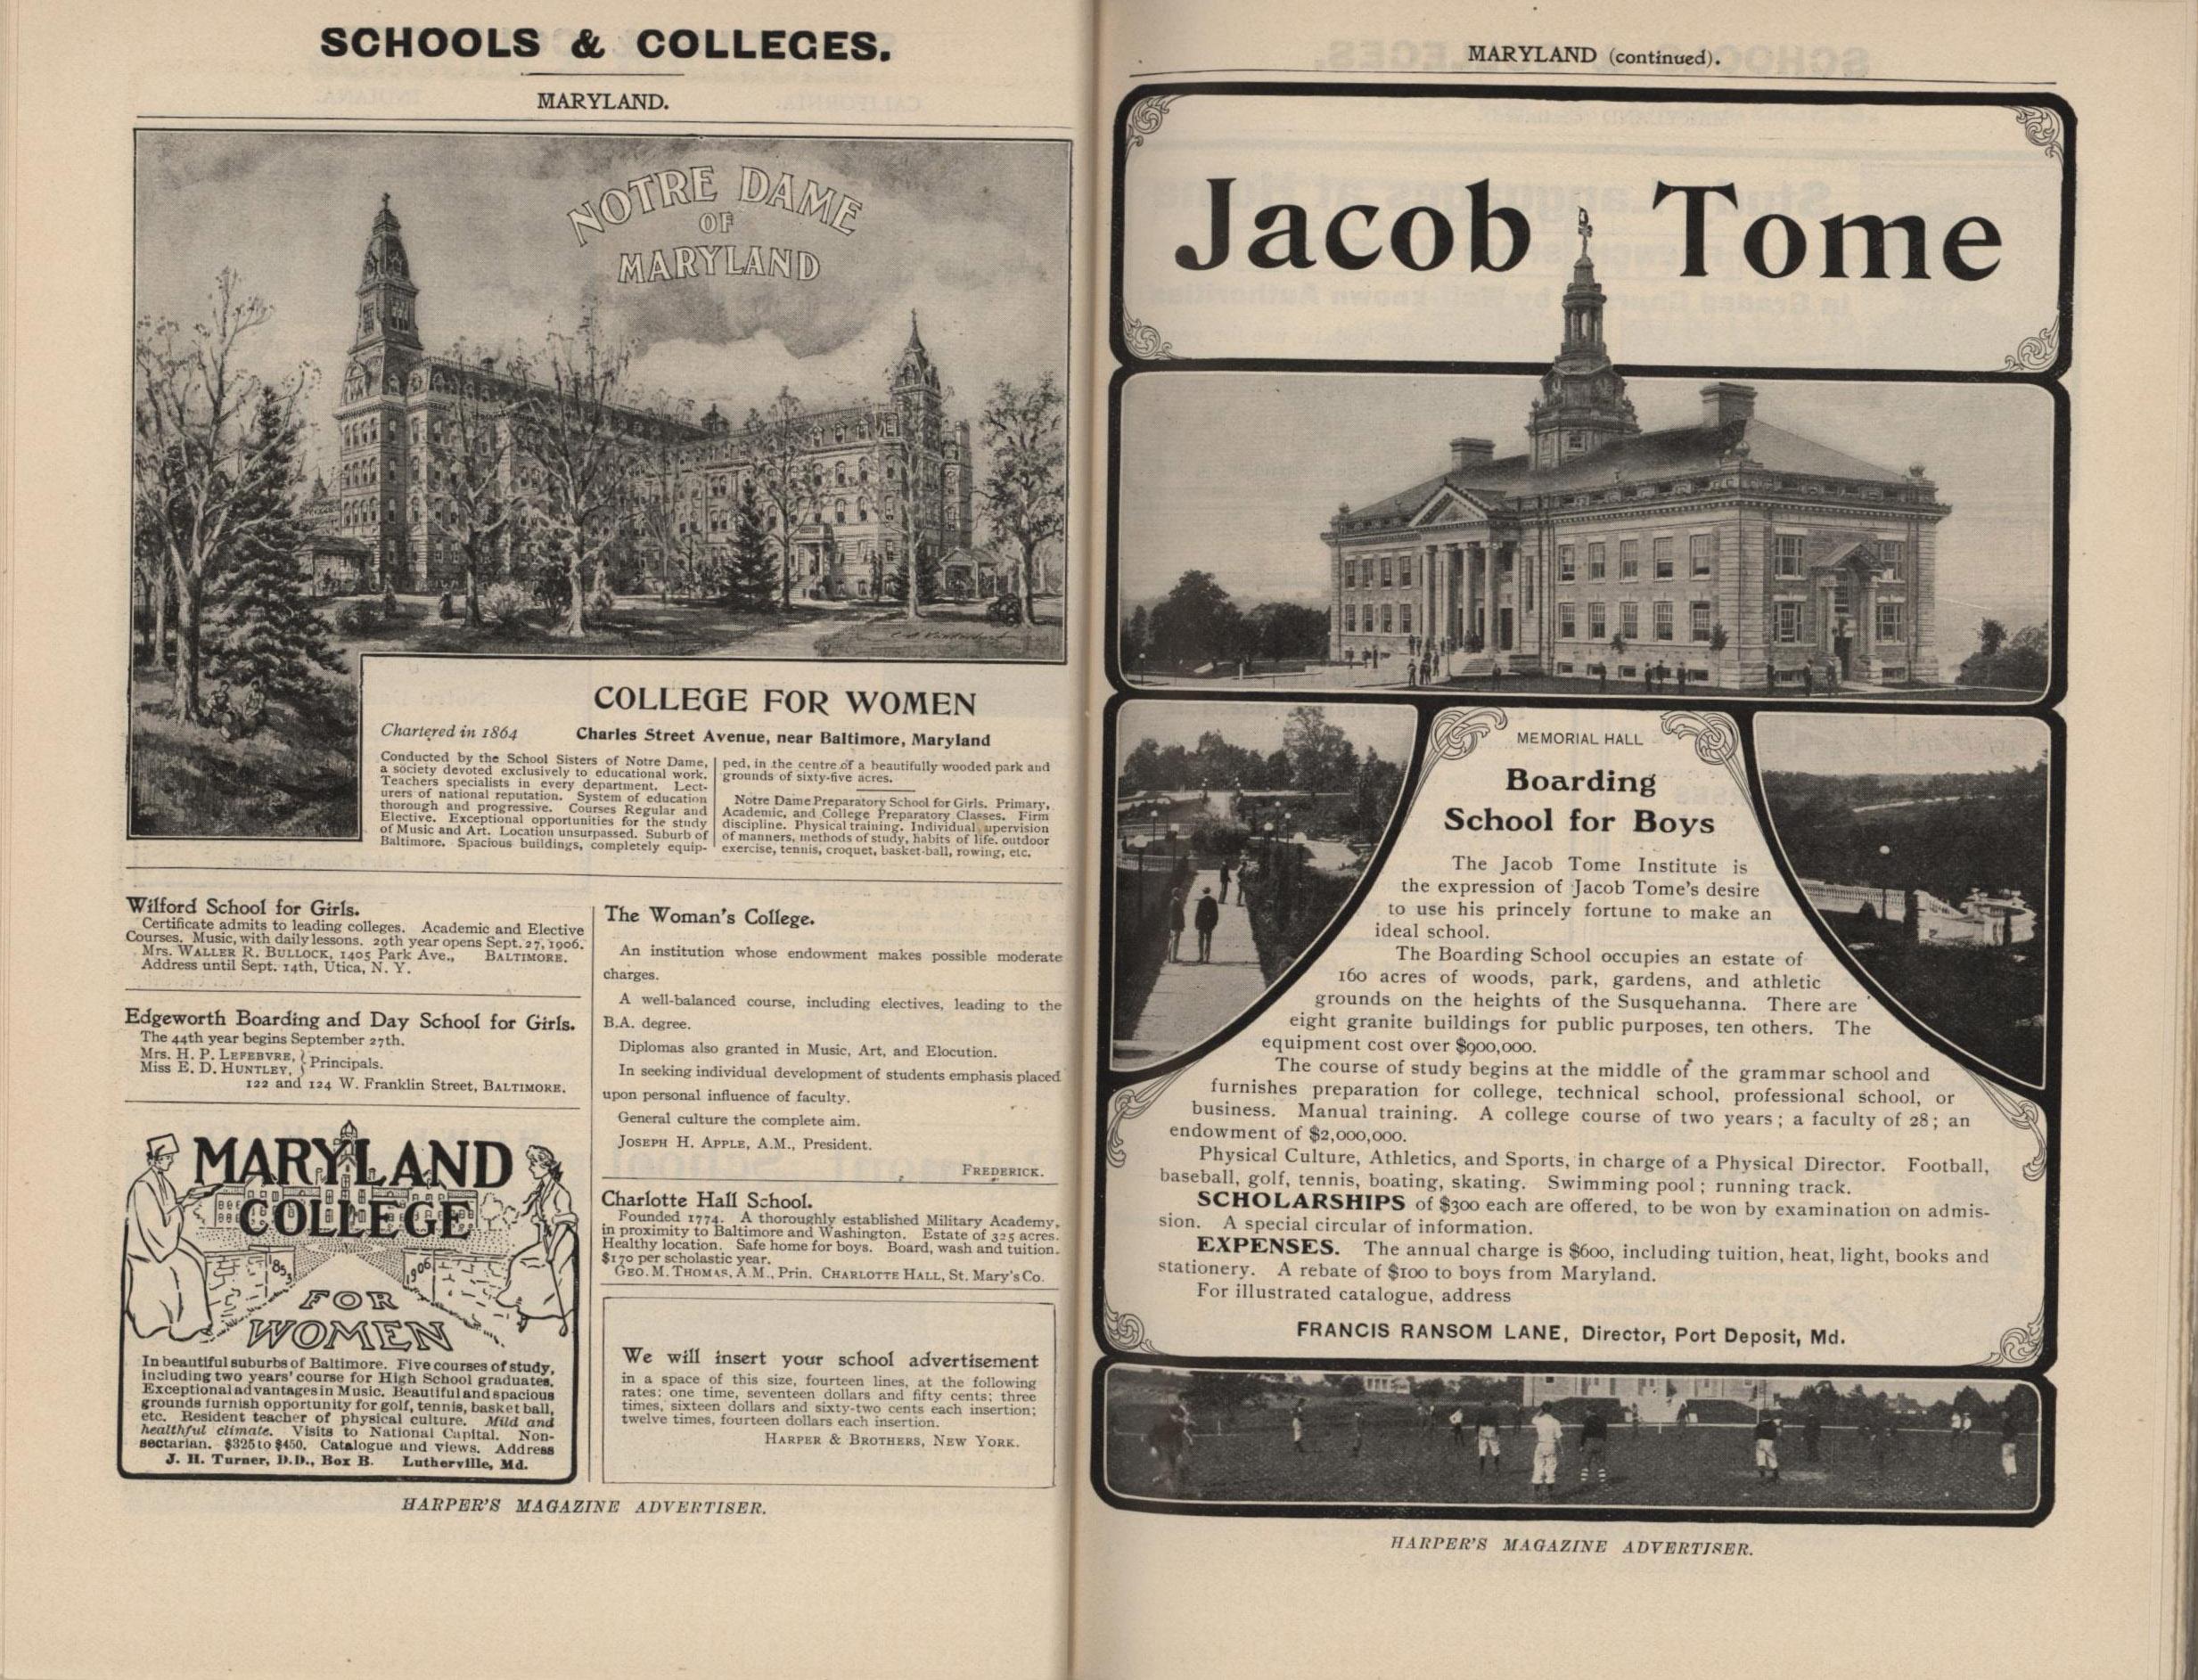 SCHOOLS & COLLEGES.
MARYLAND.
NOTRE DAME
OF
MARYLAND
COLLEGE FOR WOMEN
Chartered in 1864
Charles Street Avenue, near Baltimore, Maryland
Conducted by the School Sisters of Notre Dame,
a society devoted exclusively to educational work.
Teachers specialists in every department. Lect-
urers of national reputation. System of education
thorough and progressive. Courses Regular and
Elective. Exceptional opportunities for the study
of Music and Art. Location unsurpassed. Suburb of
Baltimore. Spacious buildings, completely equip-
ped, in the centre of a beautifully wooded park and
grounds of sixty-five acres.
Notre Dame Preparatory School for Girls. Primary,
Academic, and College Preparatory Classes. Firm
discipline. Physical training. Individual supervision
of manners, methods of study, habits of life, outdoor
exercise, tennis, croquet, basket-ball, rowing, etc.
Wilford School for Girls.
Certificate admits to leading colleges. Academic and Elective
Courses. Music, with daily lessons. 29th year opens Sept. 27, 1906.
Mrs. WALLER R. BULLOCK, 1405 Park Ave., BALTIMORE.
Address until Sept. 14th, Utica, N. Y.
Edgeworth Boarding and Day School for Girls.
The 44th year begins September 27th.
Mrs. H. P. LEFEBVRE,
Miss E. D. HUNTLEY, } Principals.
122 and 124 W. Franklin Street, BALTIMORE.
MARYLAND
COLLEGE
1853
1906
FOR
WOMEN
In beautiful suburbs of Baltimore. Five courses of study,
including two years' course for High School graduates.
Exceptional advantages in Music. Beautiful and spacious
grounds furnish opportunity for golf, tennis, basket ball,
etc. Resident teacher of physical culture. Mild and
healthful climate. Visits to National Capital. Non-
sectarian. $325 to $450. Catalogue and views. Address
J. H. Turner, D.D., Box B. Lutherville, Md.
The Woman's College.
An institution whose endowment makes possible moderate
charges.
A well-balanced course, including electives, leading to the
B.A. degree.
Diplomas also granted in Music, Art, and Elocution.
In seeking individual development of students emphasis placed
upon personal influence of faculty.
General culture the complete aim.
JOSEPH H. APPLE, A.M., President.
FREDERICK.
Charlotte Hall School.
Founded 1774. A thoroughly established Military Academy,
in proximity to Baltimore and Washington. Estate of 325 acres.
Healthy location. Safe home for boys. Board, wash and tuition.
$170 per scholastic year.
GEO. M. THOMAS, A.M., Prin. CHARLOTTE HALL, St. Mary's Co.
We will insert your school advertisement
in a space of this size, fourteen lines, at the following
rates: one time, seventeen dollars and fifty cents; three
times, sixteen dollars and sixty-two cents each insertion;
twelve times, fourteen dollars each insertion.
HARPER & BROTHERS, NEW YORK.
HARPER'S MAGAZINE ADVERTISER.
MARYLAND (continued).
Jacob Tome
MEMORIAL HALL
Boarding
School for Boys
The Jacob Tome Institute is
the expression of Jacob Tome's desire
to use his princely fortune to make an
ideal school.
The Boarding School occupies an estate of
160 acres of woods, park, gardens, and athletic
grounds on the heights of the Susquehanna. There are
eight granite buildings for public purposes, ten others. The
equipment cost over $900,000.
The course of study begins at the middle of the grammar school and
furnishes preparation for college, technical school, professional school, or
business. Manual training. A college course of two years; a faculty of 28; an
endowment of $2,000,000.
Physical Culture, Athletics, and Sports, in charge of a Physical Director. Football,
baseball, golf, tennis, boating, skating. Swimming pool; running track.
SCHOLARSHIPS of $300 each are offered, to be won by examination on admis-
sion. A special circular of information.
EXPENSES. The annual charge is $600, including tuition, heat, light, books and
stationery. A rebate of $100 to boys from Maryland.
For illustrated catalogue, address
FRANCIS RANSOM LANE, Director, Port Deposit, Md.
HARPER'S MAGAZINE ADVERTISER.